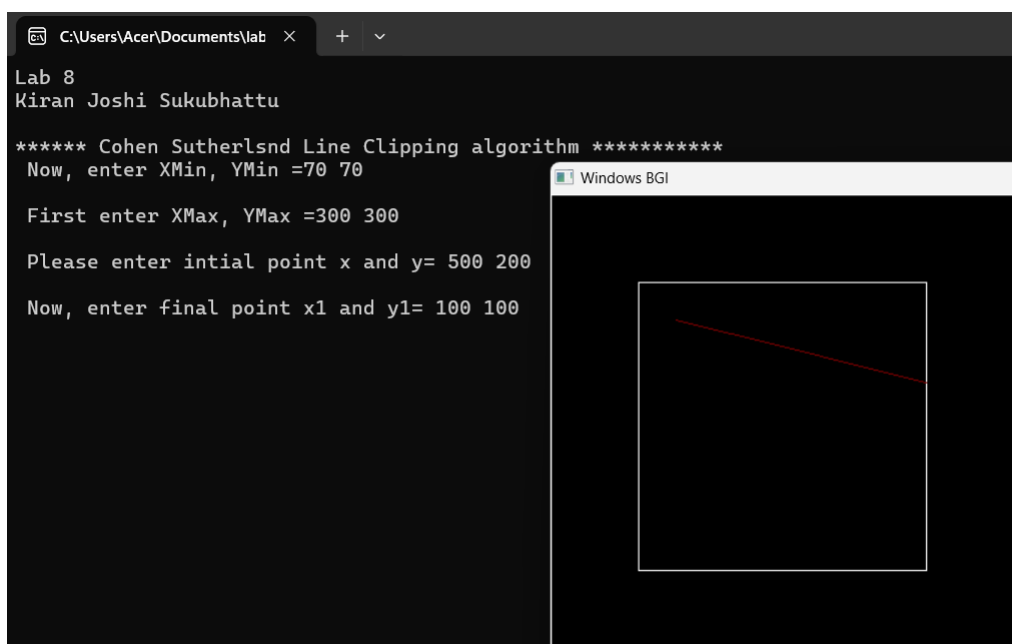 C:\Users\Acer\Documents\lab
Lab 8
Kiran Joshi Sukubhattu
****** Cohen Sutherlsnd Line Clipping algorithm ***********
Now, enter XMin, YMin =70 70
Windows BGI
First enter XMax, YMax =300 300
Please enter intial point x and y= 500 200
Now, enter final point x1 and y1= 100 100